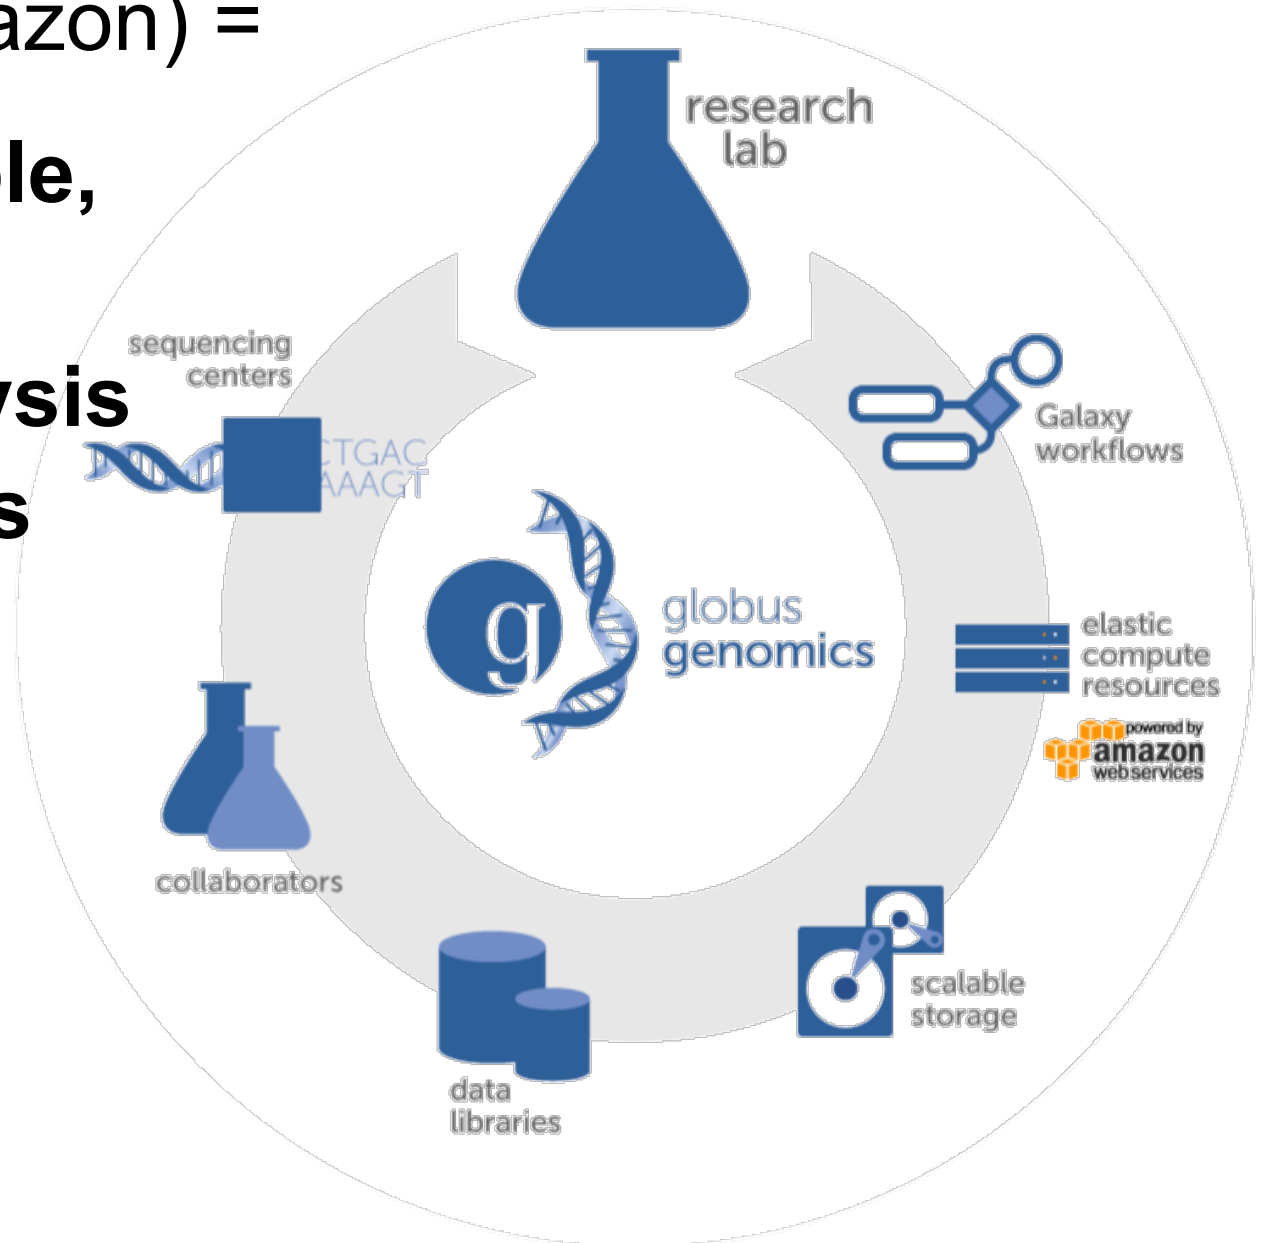 azon) =
research
lab
ple,
sequencing
centers
ysis
CTGAC
AAAGT
s
Galaxy
workflows
g
globus
genomics
elastic
compute
resources
powered by
amazon
webservices
collaborators
scalable
storage
data
libraries